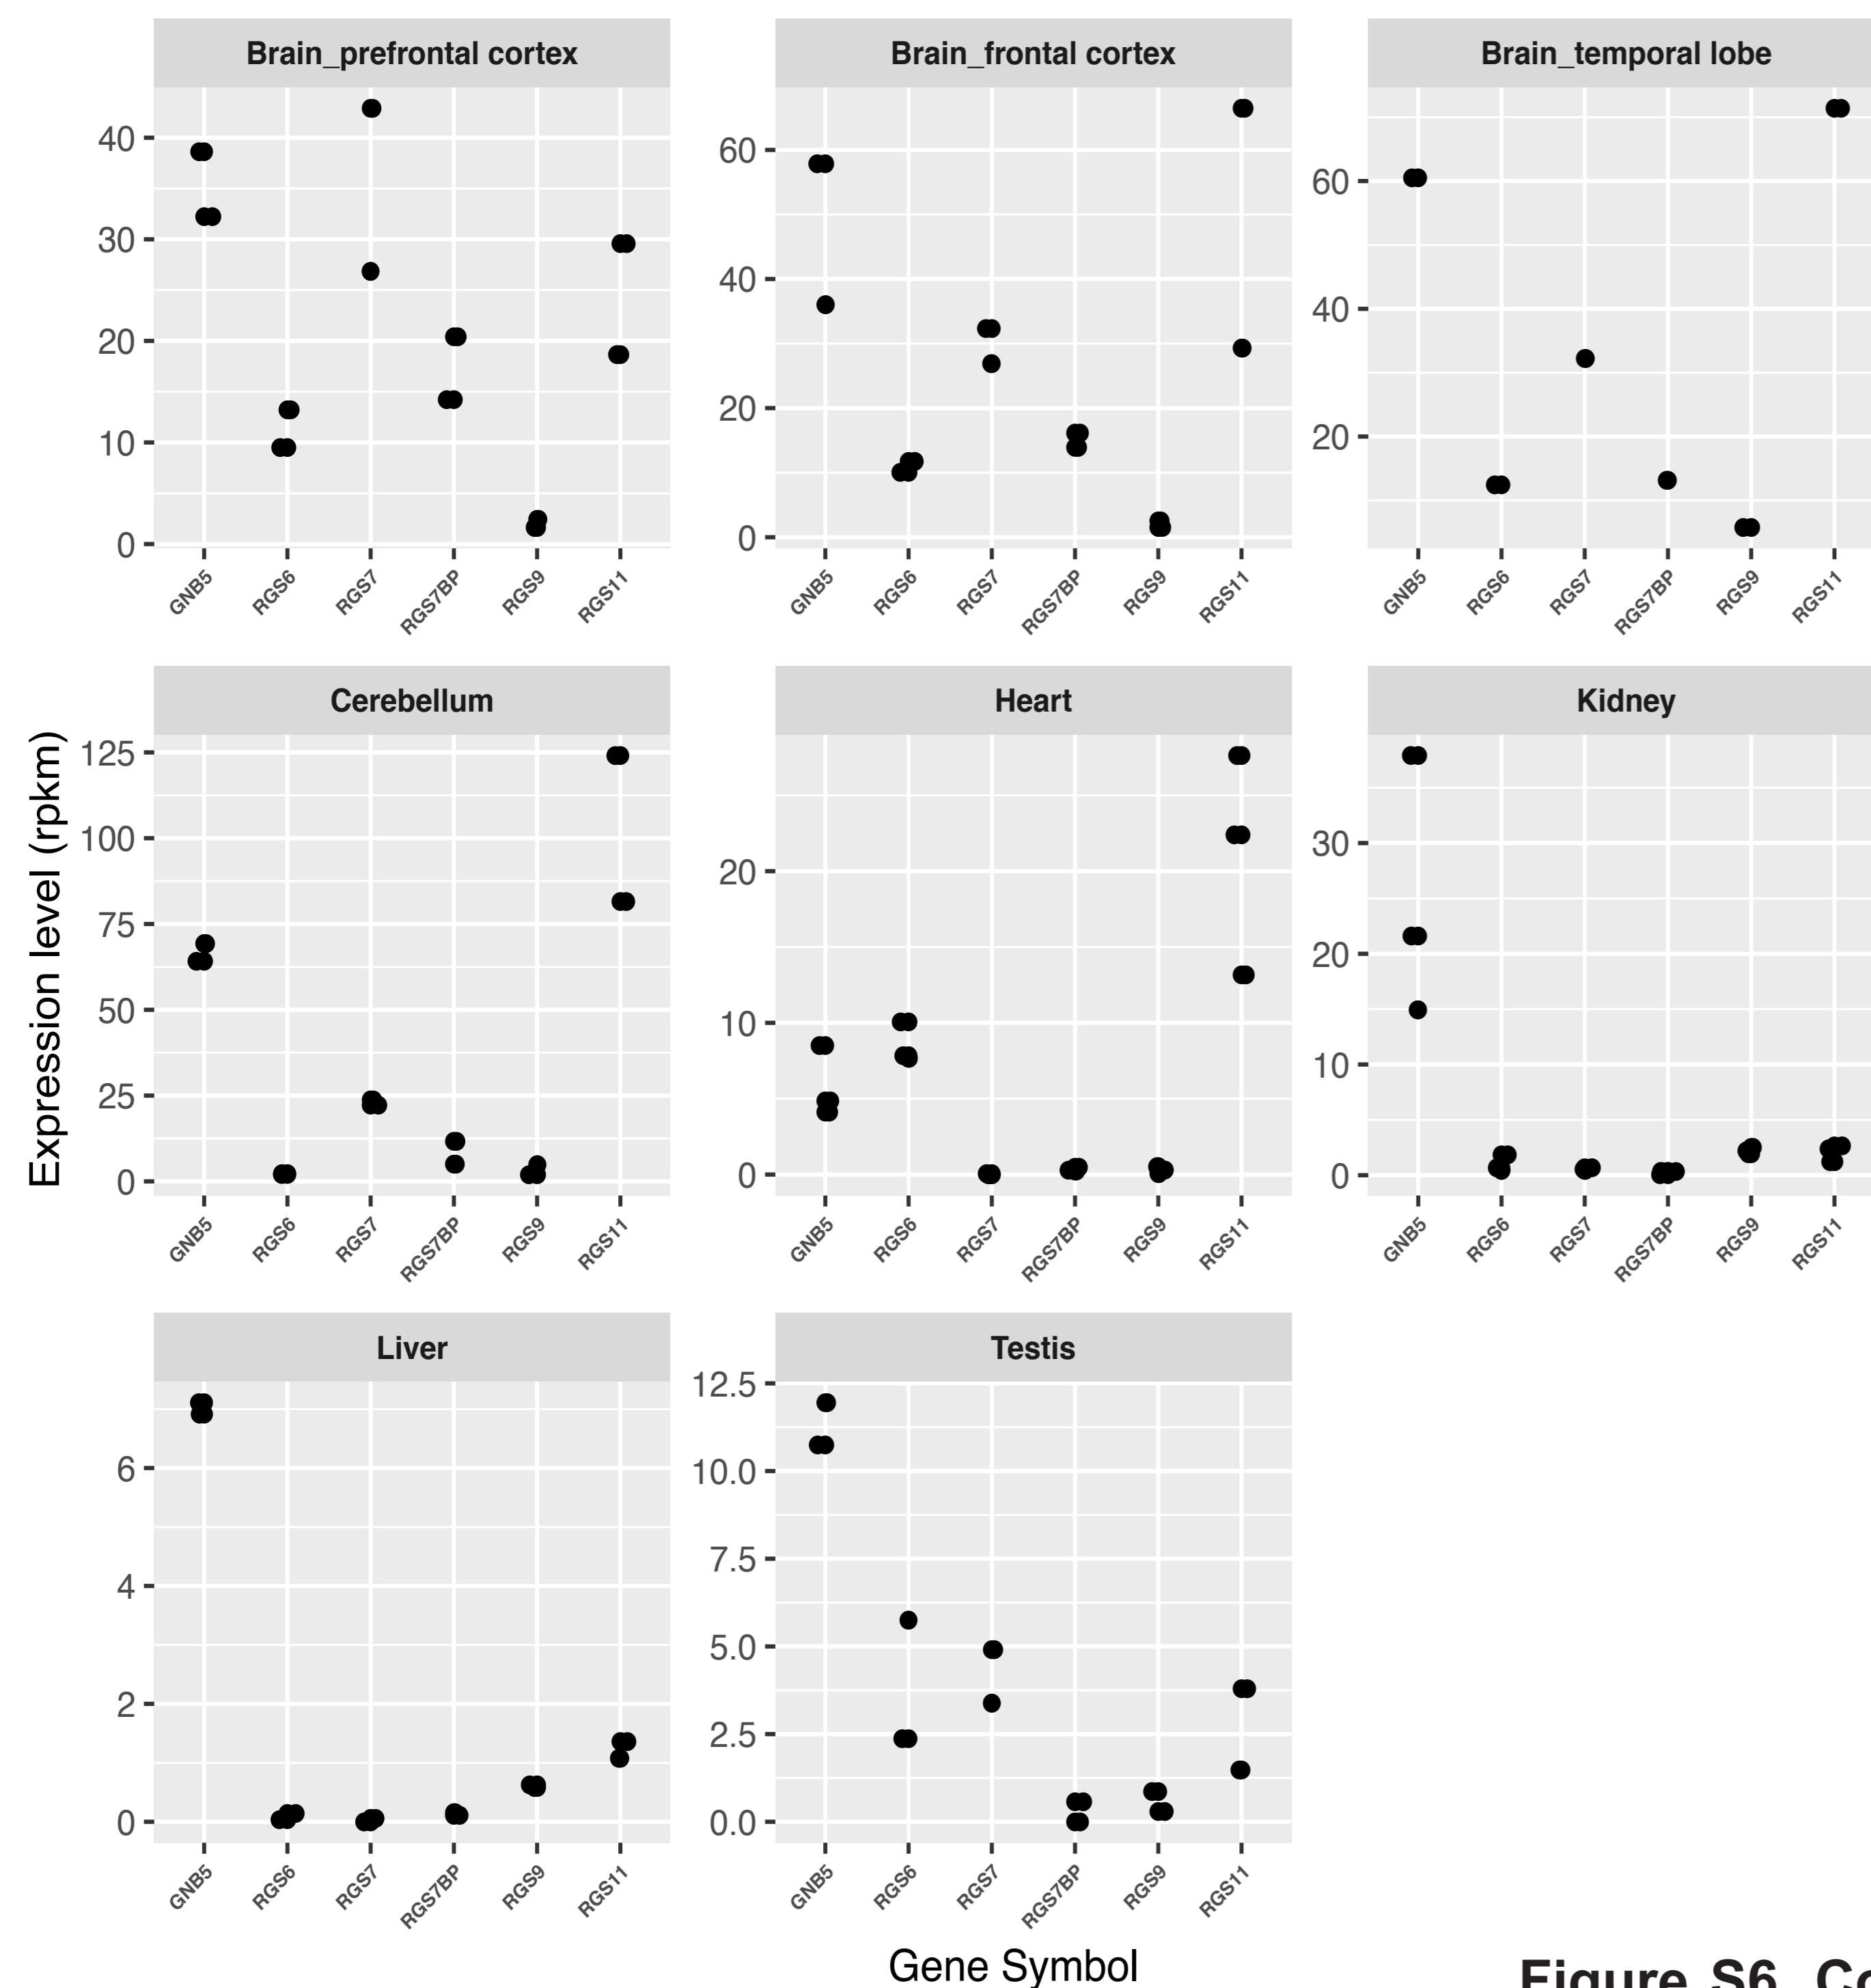 Brain_prefrontal cortex
Brain_frontal cortex
Brain_temporal lobe
40
30
20
10
0
60
40
20
0
60
40
20
GNB5
RGS6
RGS7
RGS7BP
RGS9
RGS11
GNB5
RGS6
RGS7
RGS7BP
RGS9
RGS11
GNB5
RGS6
RGS7
RGS7BP
RGS9
RGS11
Expression level (rpkm)
Cerebellum
Heart
Kidney
125
100
75
50
25
0
20
10
0
30
20
10
0
GNB5
RGS6
RGS7
RGS7BP
RGS9
RGS11
GNB5
RGS6
RGS7
RGS7BP
RGS9
RGS11
GNB5
RGS6
RGS7
RGS7BP
RGS9
RGS11
Liver
Testis
6
4
2
0
12.5
10.0
7.5
5.0
2.5
0.0
GNB5
RGS6
RGS7
RGS7BP
RGS9
RGS11
GNB5
RGS6
RGS7
RGS7BP
RGS9
RGS11
Gene Symbol
Figure S6